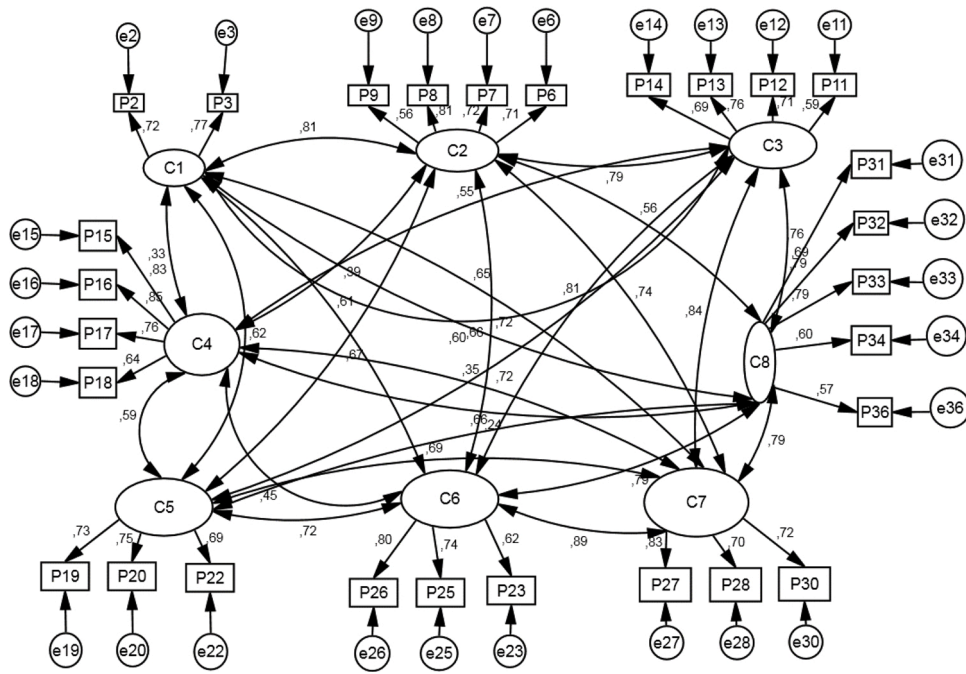 e2
e3
e9
e8
e7
e6
e14
e13
e12
e11
P2
P3
P9
P8
P7
P6
P14
P13
P12
P11
,72
,77
,56
,81
,72
,71
,69
,76
,71
,59
C1
,81
C2
C3
P31
e31
,79
,55
,56
P32
e32
e15
P15
,33
,83
,39
,65
,76
,69
,79
e16
P16
,85
,61
,81
,74
,79
P33
e33
e17
P17
,76
C4
,62
,67
,60
,66
,72
,84
,60
P34
e34
e18
P18
,64
,35
,72
C8
,57
P36
e36
,59
,66
,24
,69
,79
,79
C5
,45
,72
C6
,89
C7
,73
,75
,69
,80
,74
,62
,83
,70
,72
P19
P20
P22
P26
P25
P23
P27
P28
P30
e19
e20
e22
e26
e25
e23
e27
e28
e30